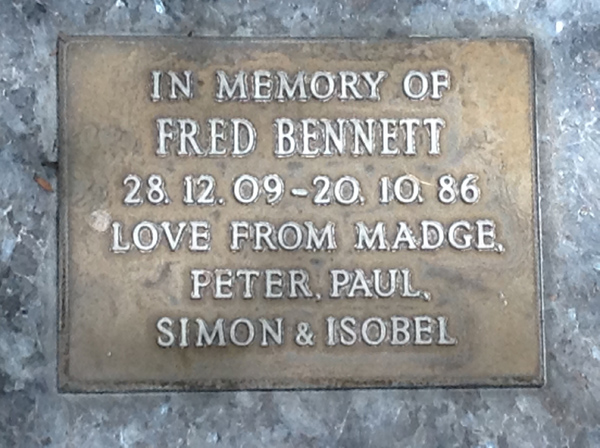 IN MEMORY OF
FRED BENNETT
28. 12. 09 - 20. 10. 86
LOVE FROM MADGE,
PETER, PAUL,
SIMON & ISOBEL